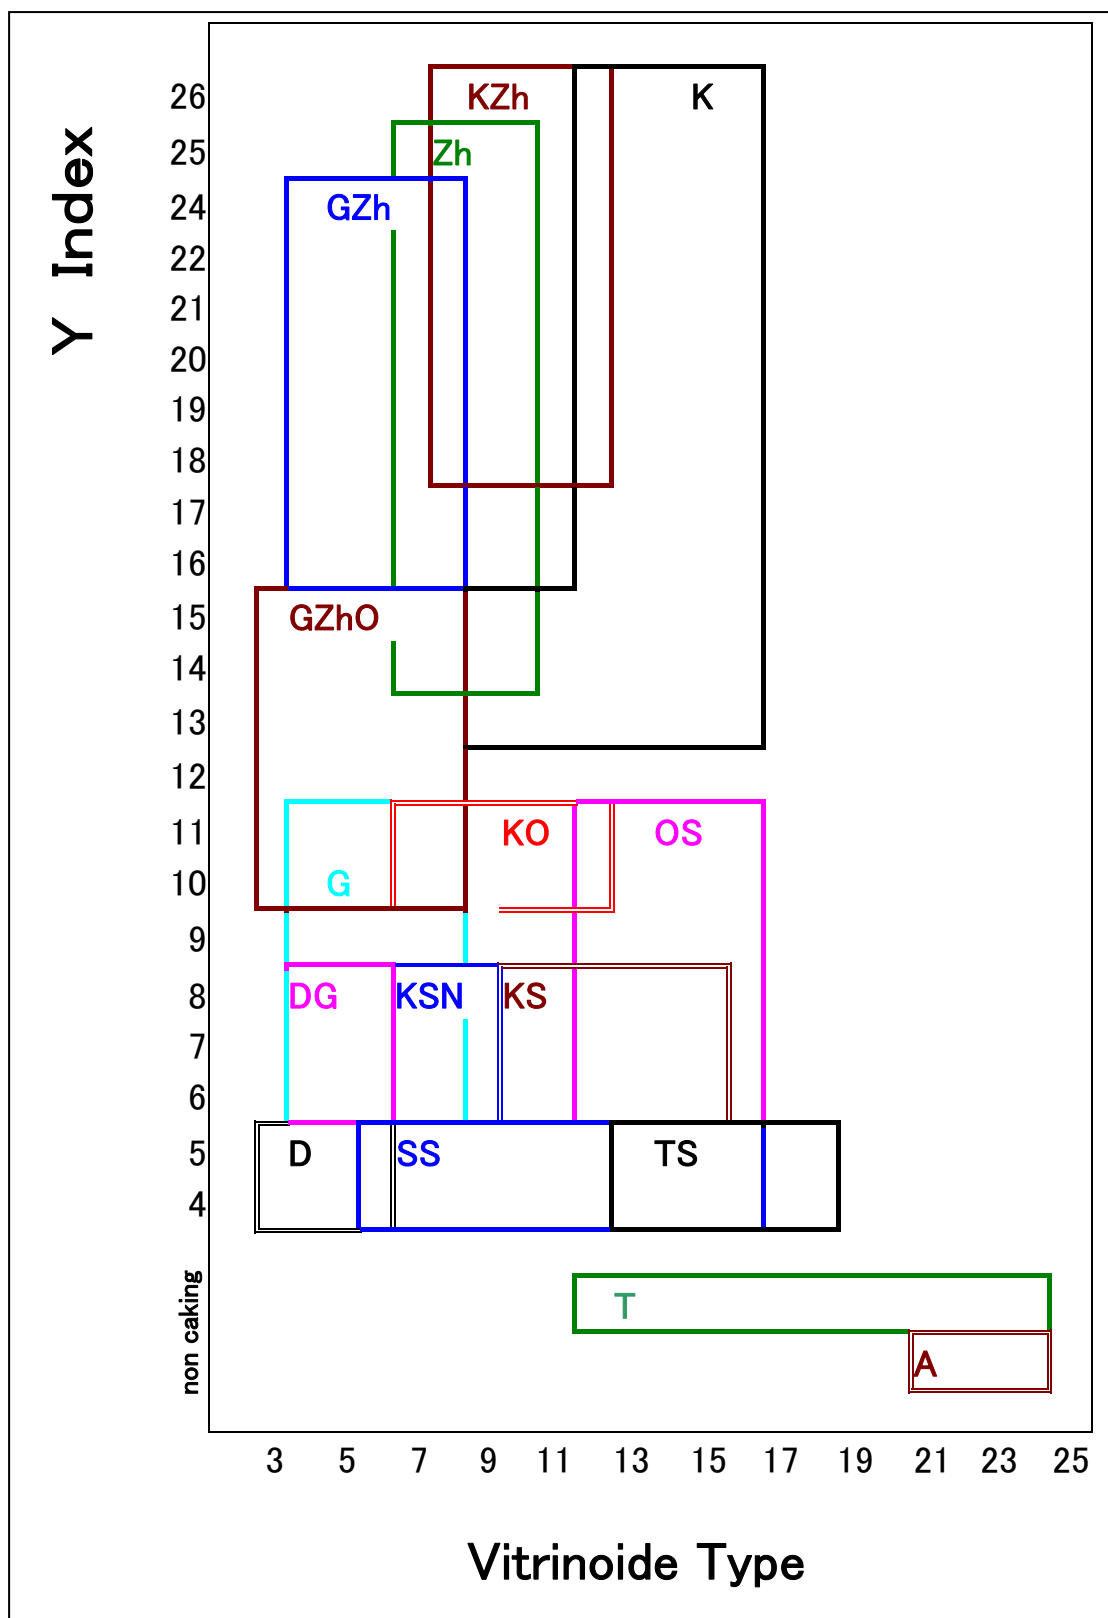 Y Index
26 KZh K
25 Zh
24 GZh
22
21
20
19
18
17
16
15 GZhO
14
13
12
11 KO OS
10 G
9
8 DG KSN KS
7
6
5 D SS TS
4
non caking
T
A
3 5 7 9 11 13 15 17 19 21 23 25
Vitrinoide Type